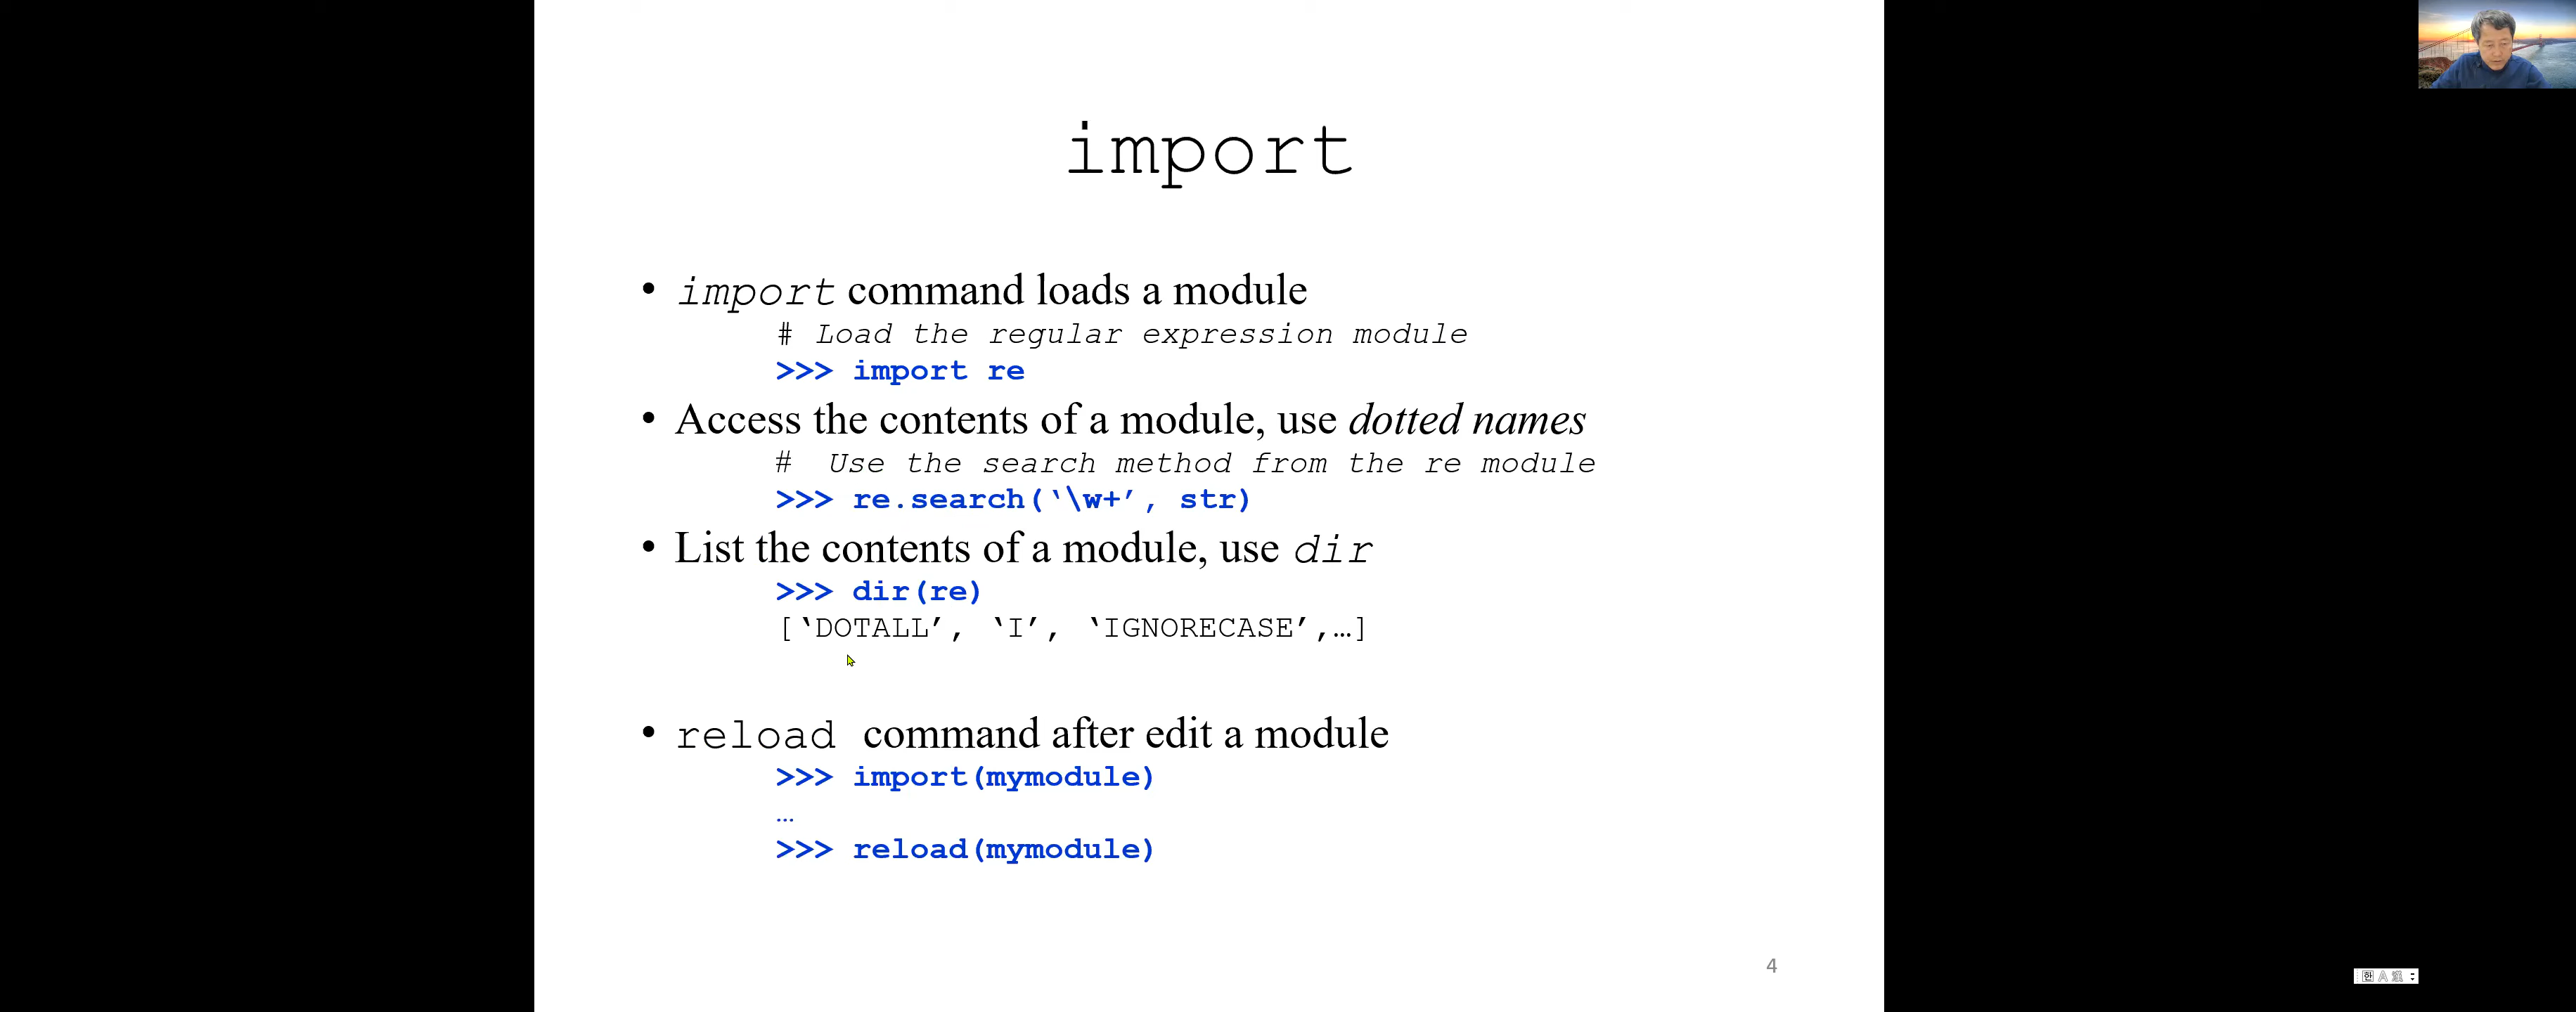 import
• import command loads a module
# Load the regular expression module
>>> import re
• Access the contents of a module, use dotted names
# Use the search method from the re module
>>> re.search(‘\w+’, str)
• List the contents of a module, use dir
>>> dir(re)
[‘DOTALL’, ‘I’, ‘IGNORECASE’,…]
• reload command after edit a module
>>> import(mymodule)
…
>>> reload(mymodule)
4
한 A 漢